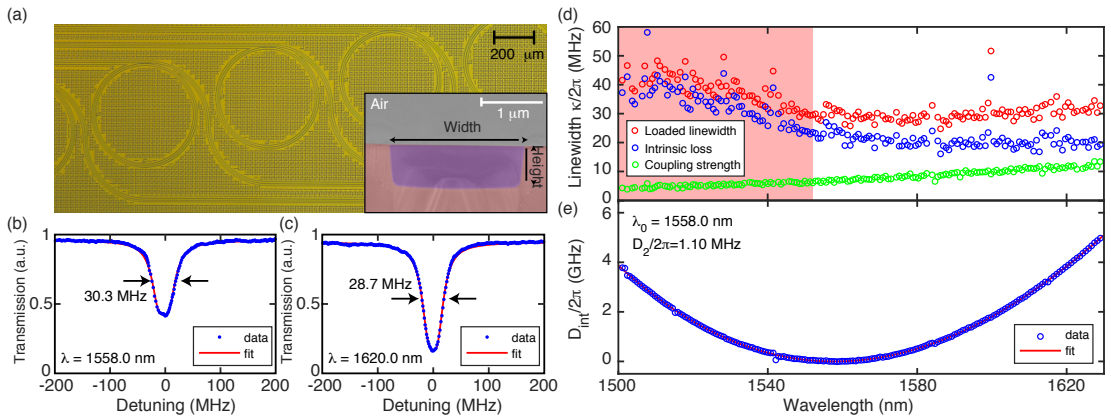 (a)
200 μm
Air
1 μm
Width
Height
(b)
Transmission (a.u.)
1
0.5
0
30.3 MHz
λ = 1558.0 nm
data
fit
-200 -100 0 100 200
Detuning (MHz)
(c)
Transmission (a.u.)
1
0.5
0
28.7 MHz
λ = 1620.0 nm
data
fit
-200 -100 0 100 200
Detuning (MHz)
(d)
Linewidth κ/2π (MHz)
60
50
40
30
20
10
0
Loaded linewidth
Intrinsic loss
Coupling strength
(e)
D_int/2π (GHz)
6
4
2
0
λ_0 = 1558.0 nm
D_2/2π=1.10 MHz
data
fit
1500 1540 1580 1620
Wavelength (nm)